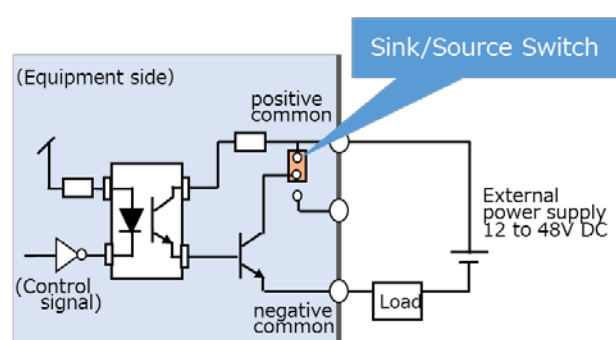 Sink/Source Switch
(Equipment side)
positive
common
External
power supply
12 to 48V DC
(Control
signal)
Load
negative
common